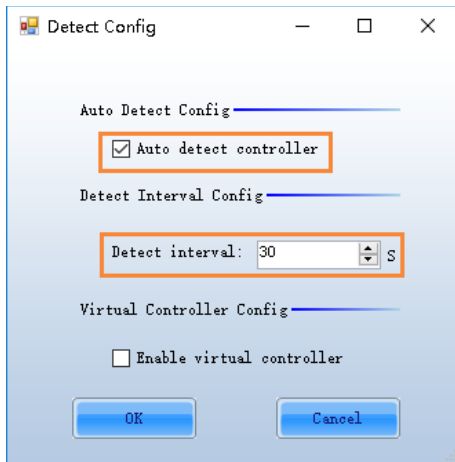 Detect Config
Auto Detect Config
Auto detect controller
Detect Interval Config
Detect interval: 30 S
Virtual Controller Config
Enable virtual controller
OK Cancel